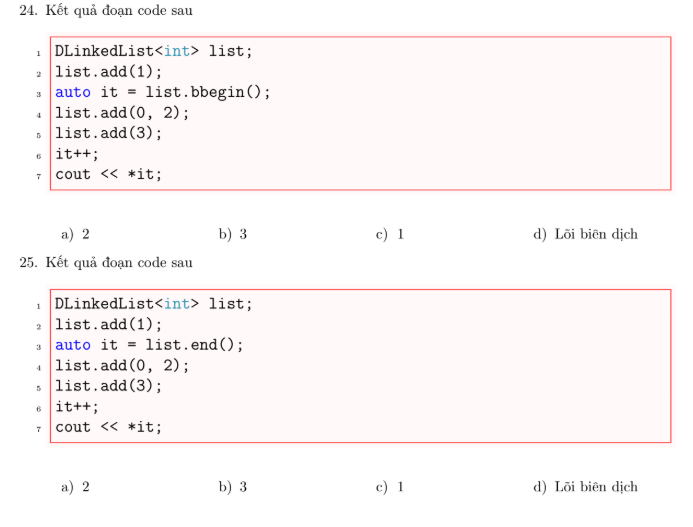 24. Kết quả đoạn code sau
1 DLinkedList<int> list;
2 list.add(1);
3 auto it = list.bbegin();
4 list.add(0, 2);
5 list.add(3);
6 it++;
7 cout << *it;
a) 2 b) 3 c) 1 d) Lõi biên dịch
25. Kết quả đoạn code sau
1 DLinkedList<int> list;
2 list.add(1);
3 auto it = list.end();
4 list.add(0, 2);
5 list.add(3);
6 it++;
7 cout << *it;
a) 2 b) 3 c) 1 d) Lõi biên dịch